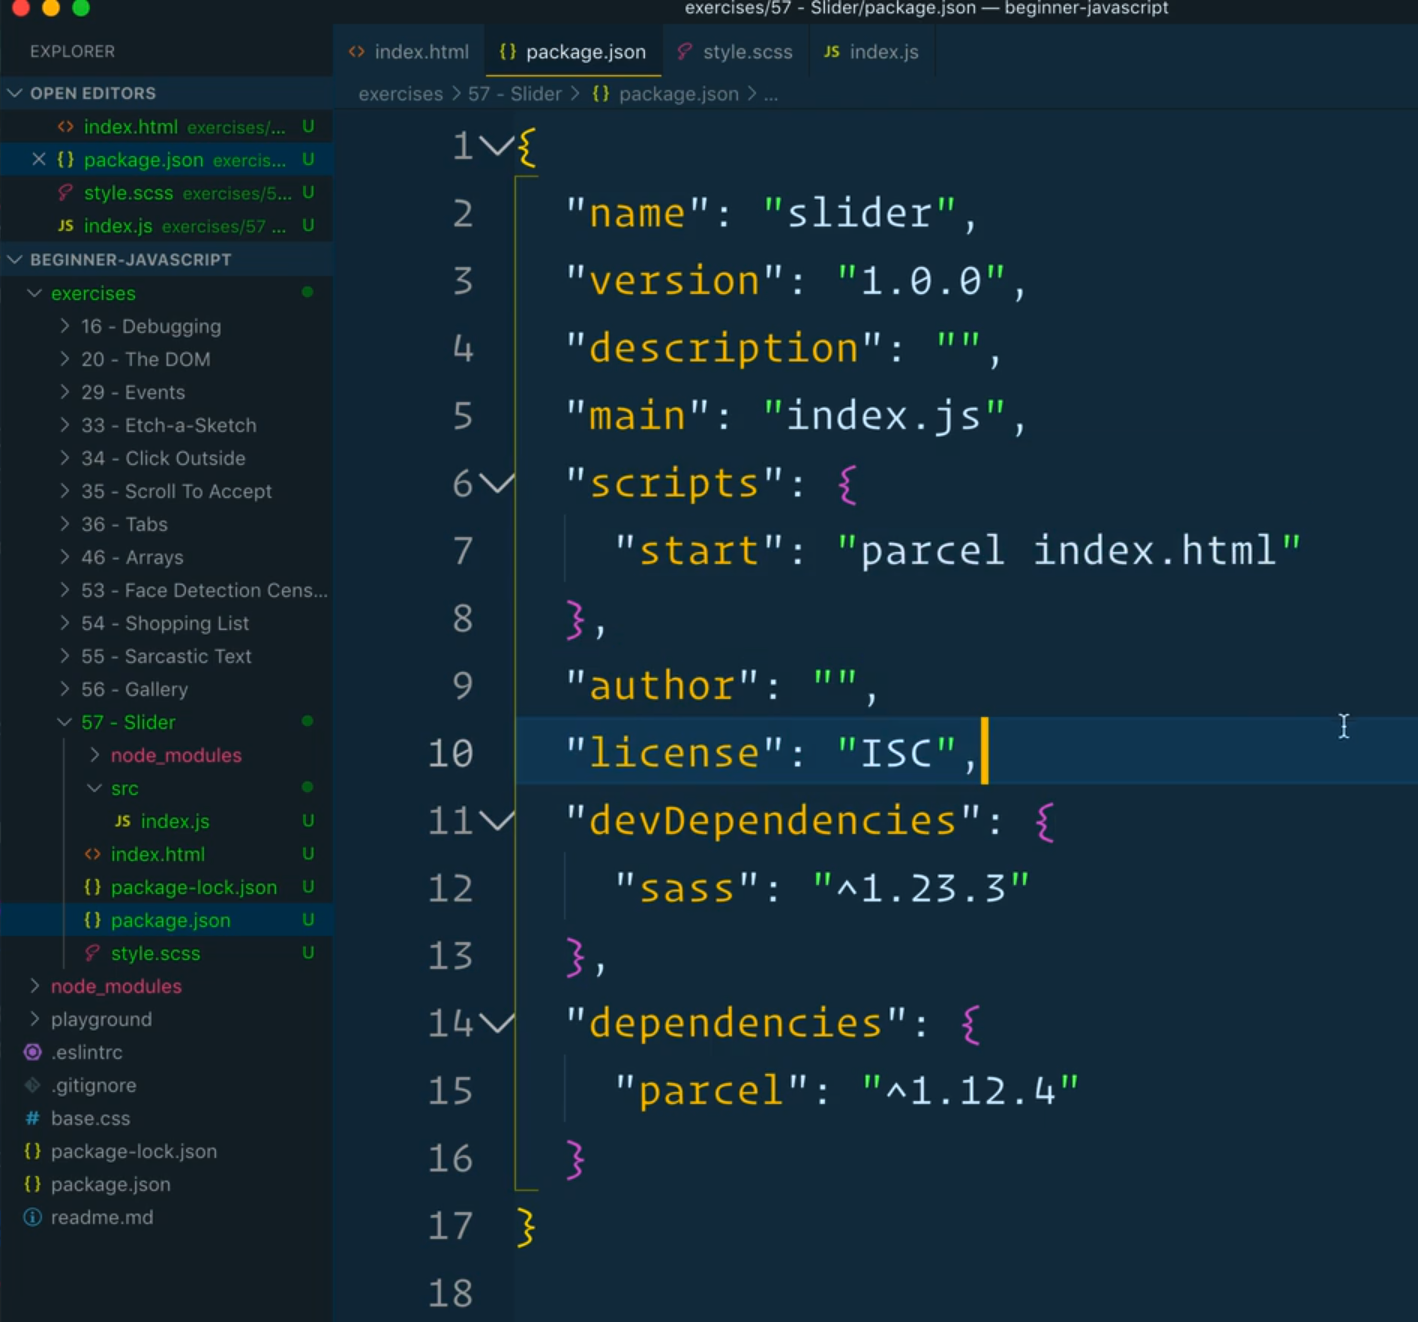 exercises/57 - Slider/package.json — beginner-javascript
EXPLORER
OPEN EDITORS
index.html exercises/... U
package.json exercis... U
style.scss exercises/5... U
JS index.js exercises/57 ... U
BEGINNER-JAVASCRIPT
exercises
16 - Debugging
20 - The DOM
29 - Events
33 - Etch-a-Sketch
34 - Click Outside
35 - Scroll To Accept
36 - Tabs
46 - Arrays
53 - Face Detection Cens...
54 - Shopping List
55 - Sarcastic Text
56 - Gallery
57 - Slider
node_modules
src
JS index.js U
<> index.html U
{} package-lock.json U
{} package.json U
style.scss U
node_modules
playground
.eslintrc
.gitignore
# base.css
{} package-lock.json
{} package.json
readme.md
<> index.html {} package.json style.scss JS index.js
exercises > 57 - Slider > {} package.json > ...
1 {
2 "name": "slider",
3 "version": "1.0.0",
4 "description": "",
5 "main": "index.js",
6 "scripts": {
7 "start": "parcel index.html"
8 },
9 "author": "",
10 "license": "ISC",
11 "devDependencies": {
12 "sass": "^1.23.3"
13 },
14 "dependencies": {
15 "parcel": "^1.12.4"
16 }
17 }
18